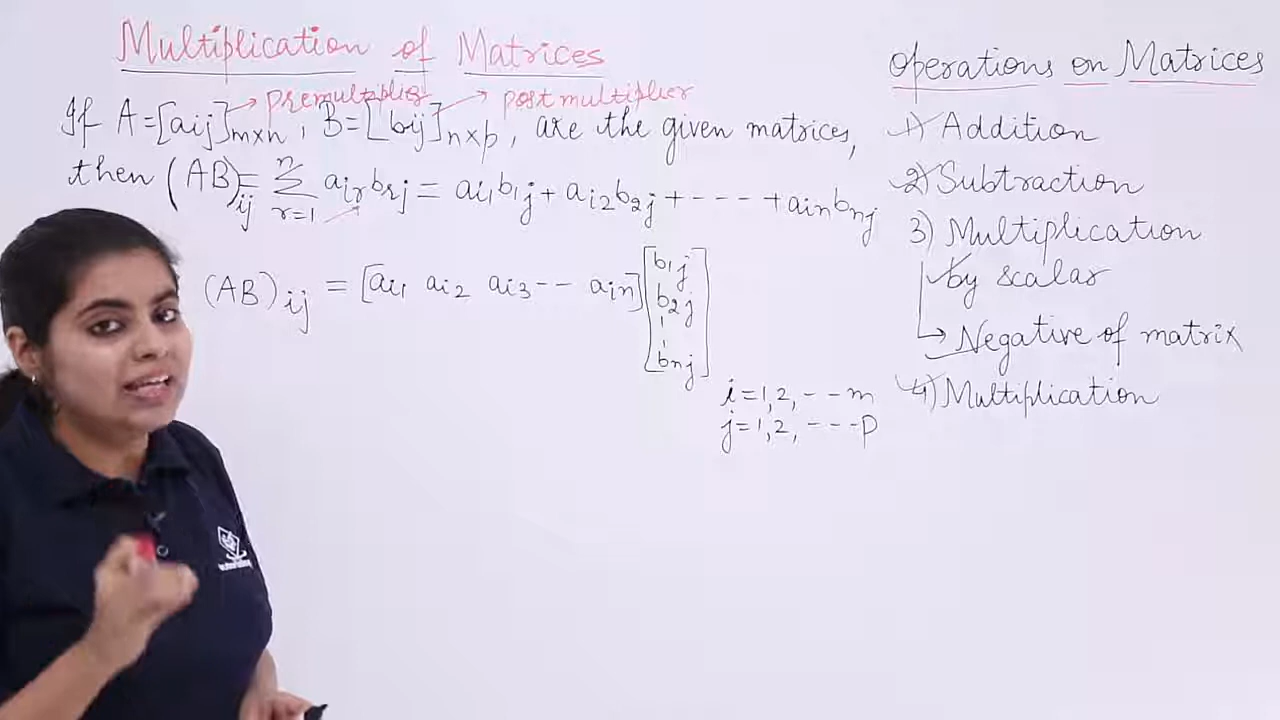 Multiplication of Matrices
→ premultiplier → post multiplier
If A = [aij]m×n , B = [bij]n×p , are the given matrices,
then (AB)ij = n∑r=1 air brj = ai1 b1j + ai2 b2j + ---- + ain bnj
(AB)ij = [ai1 ai2 ai3 -- ain] [b1j
b2j
bnj]
i = 1,2, -- m
j = 1,2, --- p
operations on Matrices
1) Addition
2) Subtraction
3) Multiplication
by scalar
→ Negative of matrix
4) Multiplication